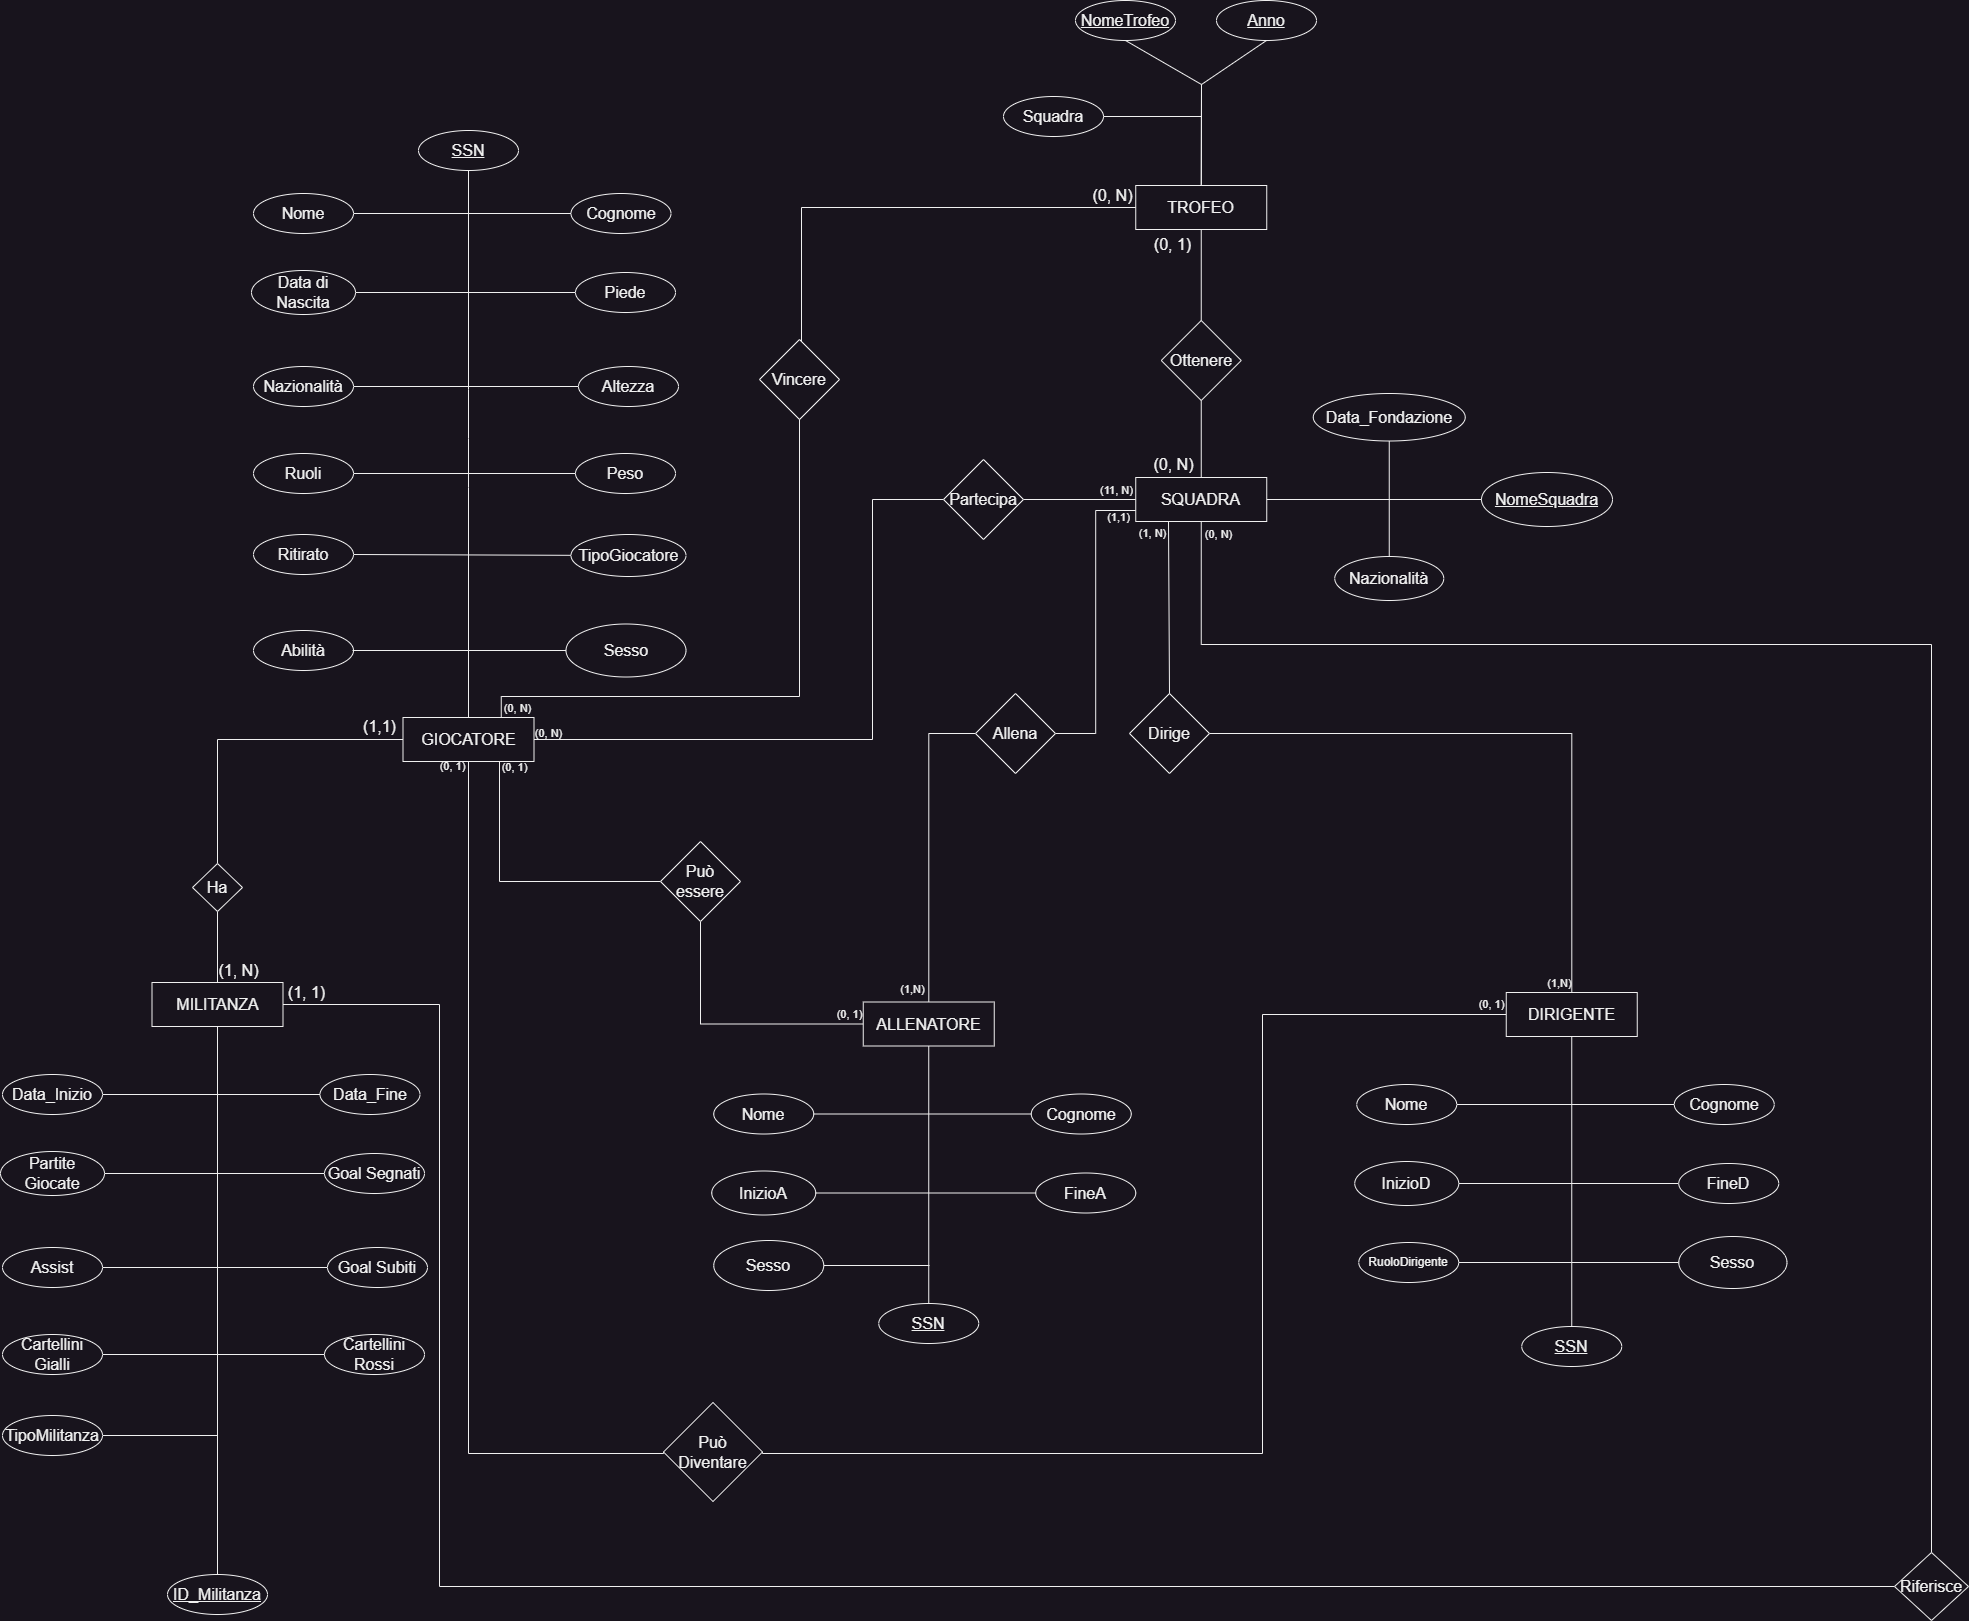 NomeTrofeo
Anno
Squadra
SSN
Nome
Cognome
(0, N)
TROFEO
(0, 1)
Data di
Nascita
Piede
Ottenere
Vincere
Nazionalità
Altezza
Data_Fondazione
Ruoli
Peso
(0, N)
Partecipa
(11, N)
SQUADRA
NomeSquadra
(1,1)
(1, N)
(0, N)
Ritirato
TipoGiocatore
Nazionalità
Abilità
Sesso
(0, N)
(1,1)
GIOCATORE
(0, N)
Allena
Dirige
(0, 1)
(0, 1)
Può
essere
Ha
(1, N)
MILITANZA
(1, 1)
(1,N)
(0, 1)
ALLENATORE
(1,N)
(0, 1)
DIRIGENTE
Data_Inizio
Data_Fine
Nome
Cognome
Nome
Cognome
Partite
Giocate
Goal Segnati
InizioA
FineA
InizioD
FineD
Assist
Goal Subiti
Sesso
RuoloDirigente
Sesso
SSN
SSN
Cartellini
Gialli
Cartellini
Rossi
TipoMilitanza
Può
Diventare
ID_Militanza
Riferisce